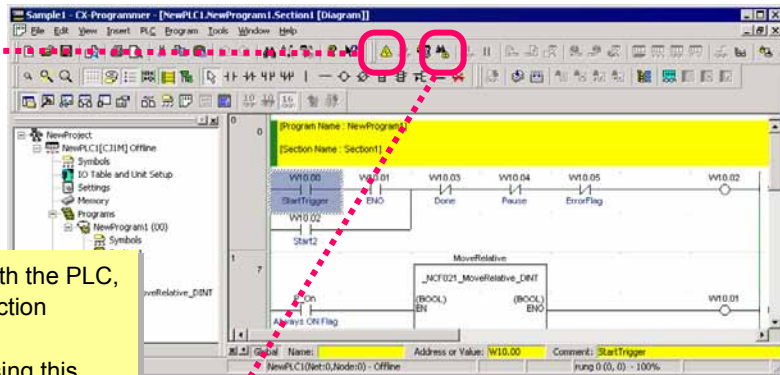 Sample1 - CX-Programmer - [NewPLC1.NewProgram1.Section1 [Diagram]]
File Edit View Insert PLC Program Tools Window Help
NewProject
NewPLC1[CJ1M] Offline
Symbols
IO Table and Unit Setup
Settings
Memory
Programs
NewProgram1 (00)
Symbols
veRelative_DINT
th the PLC,
ction
ing this
0
0
[Program Name : NewProgram1]
[Section Name : Section1]
W10.00 W10.01 W10.03 W10.04 W10.05 W10.02
StartTrigger ENO Done Pause ErrorFlag
W10.02
Start2
1
7
MoveRelative
_NCF021_MoveRelative_DINT
P_On (BOOL) (BOOL) W10.01
EN ENO
Always ON Flag
Global Name: Address or Value: W10.00 Comment: StartTrigger
NewPLC1(Net:0,Node:0) - Offline rung 0 (0, 0) - 100%